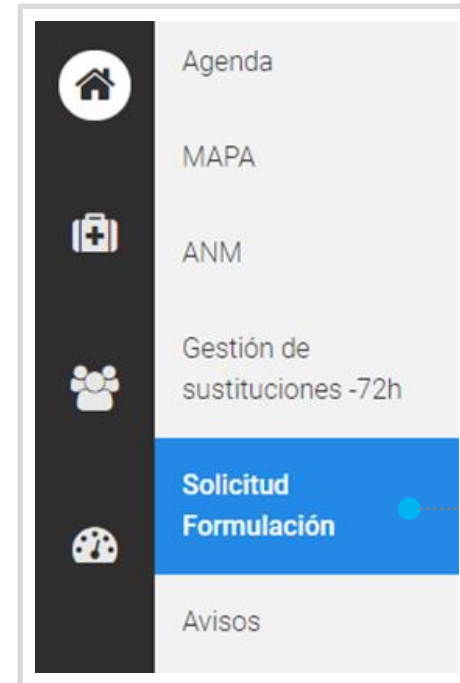 Agenda
MAPA
ANM
Gestión de
sustituciones -72h
Solicitud
Formulación
Avisos